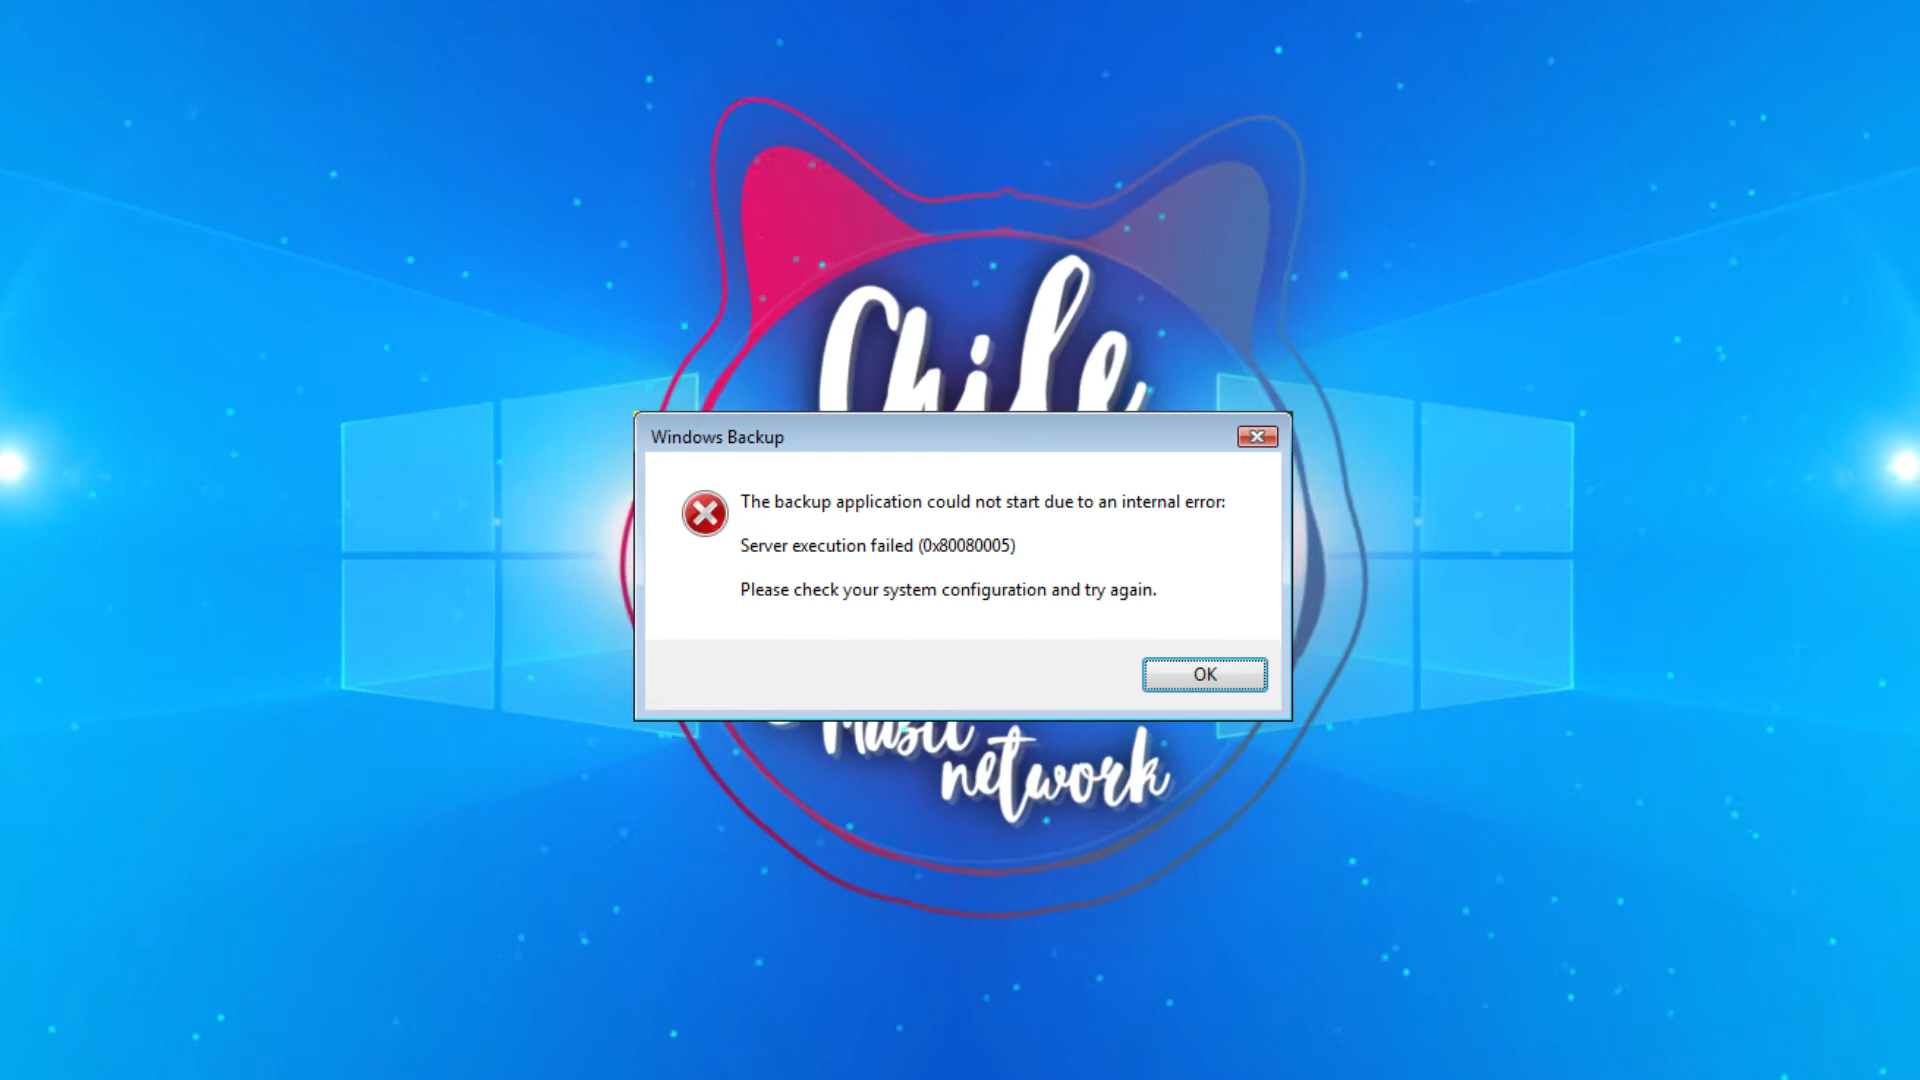 Chile
Windows Backup
The backup application could not start due to an internal error:
Server execution failed (0x80080005)
Please check your system configuration and try again.
OK
Music
network